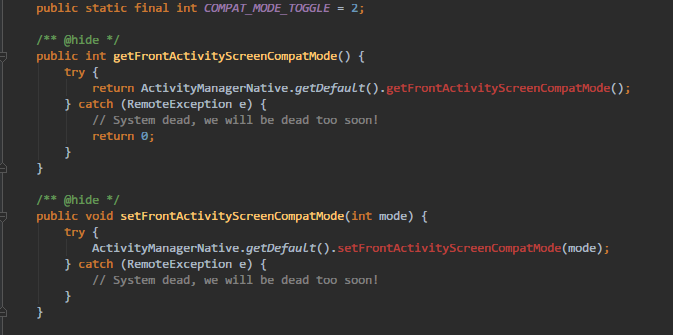 public static final int COMPAT_MODE_TOGGLE = 2;
/** @hide */
public int getFrontActivityScreenCompatMode() {
try {
return ActivityManagerNative.getDefault().getFrontActivityScreenCompatMode();
} catch (RemoteException e) {
// System dead, we will be dead too soon!
return 0;
}
}
/** @hide */
public void setFrontActivityScreenCompatMode(int mode) {
try {
ActivityManagerNative.getDefault().setFrontActivityScreenCompatMode(mode);
} catch (RemoteException e) {
// System dead, we will be dead too soon!
}
}